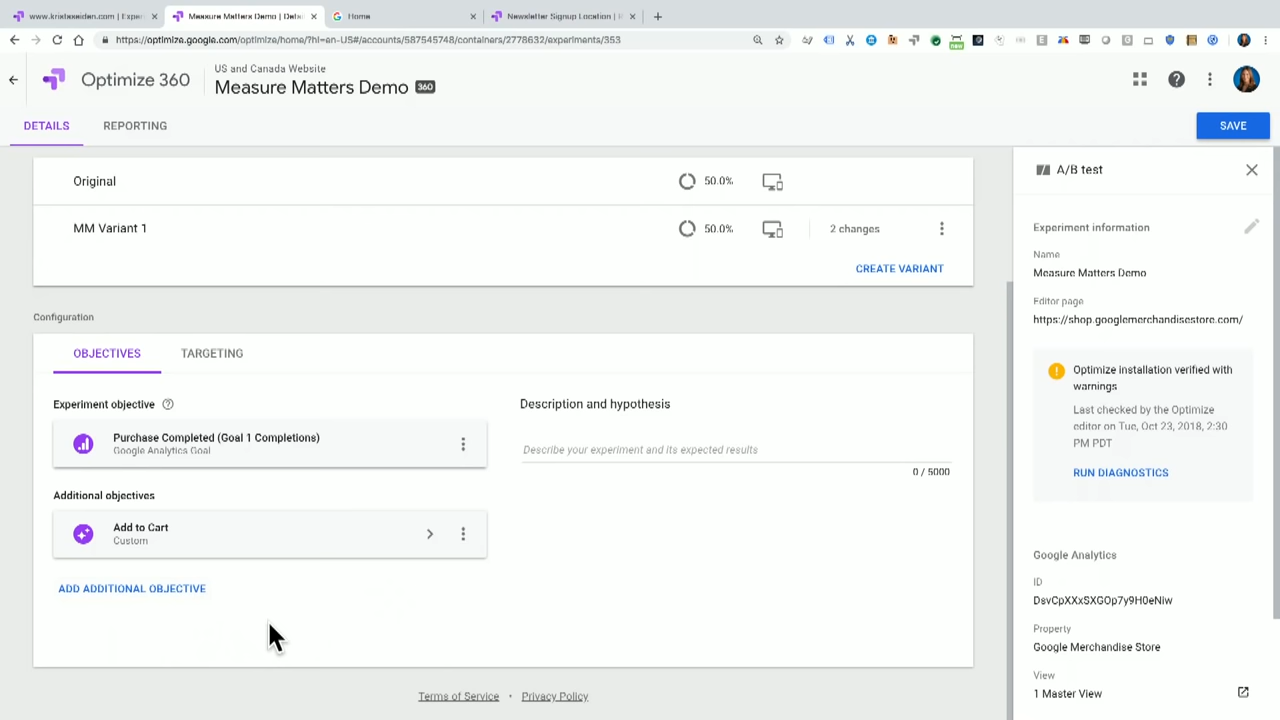 www.kristaseiden.com | Exper
Measure Matters Demo | Detai
Home
Newsletter Signup Location | R
https://optimize.google.com/optimize/home/?hl=en-US#/accounts/587545748/containers/2778632/experiments/353
Optimize 360
US and Canada Website
Measure Matters Demo 360
DETAILS
REPORTING
SAVE
Original
50.0%
MM Variant 1
50.0%
2 changes
CREATE VARIANT
Configuration
OBJECTIVES
TARGETING
Experiment objective
Purchase Completed (Goal 1 Completions)
Google Analytics Goal
Additional objectives
Add to Cart
Custom
ADD ADDITIONAL OBJECTIVE
Description and hypothesis
Describe your experiment and its expected results
0 / 5000
Terms of Service · Privacy Policy
A/B test
Experiment information
Name
Measure Matters Demo
Editor page
https://shop.googlemerchandisestore.com/
Optimize installation verified with
warnings
Last checked by the Optimize
editor on Tue, Oct 23, 2018, 2:30
PM PDT
RUN DIAGNOSTICS
Google Analytics
ID
DsvCpXXxSXGOp7y9H0eNiw
Property
Google Merchandise Store
View
1 Master View